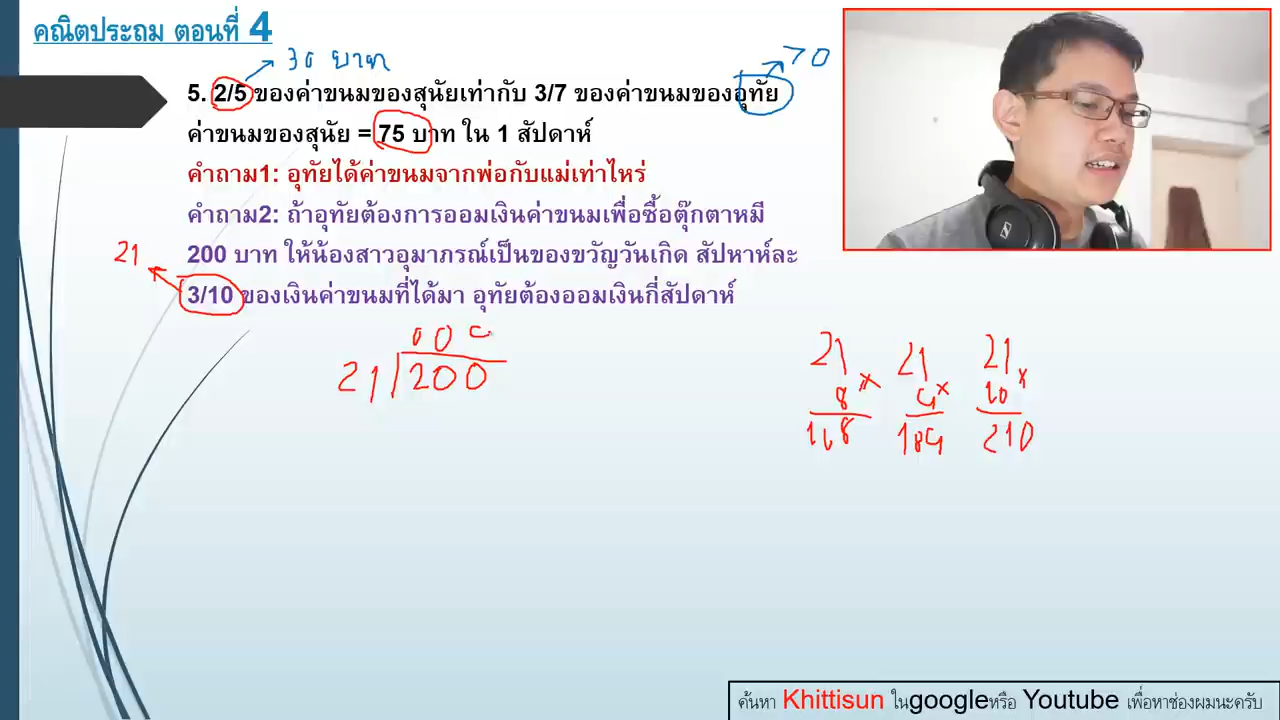 คณิตประถม ตอนที่ 4
30 บาท
70
5. 2/5 ของค่าขนมของสุนัยเท่ากับ 3/7 ของค่าขนมของอุทัย
ค่าขนมของสุนัย = 75 บาท ใน 1 สัปดาห์
คำถาม1: อุทัยได้ค่าขนมจากพ่อกับแม่เท่าไหร่
คำถาม2: ถ้าอุทัยต้องการออมเงินค่าขนมเพื่อซื้อตุ๊กตาหมี
21
200 บาท ให้น้องสาวอุมาภรณ์เป็นของขวัญวันเกิด สัปหาห์ละ
3/10 ของเงินค่าขนมที่ได้มา อุทัยต้องออมเงินกี่สัปดาห์
00
21 200
21 21 21
8 × 9 × 10 ×
168 189 210
ค้นหา Khittisun ในgoogleหรือ Youtube เพื่อหาช่องผมนะครับ